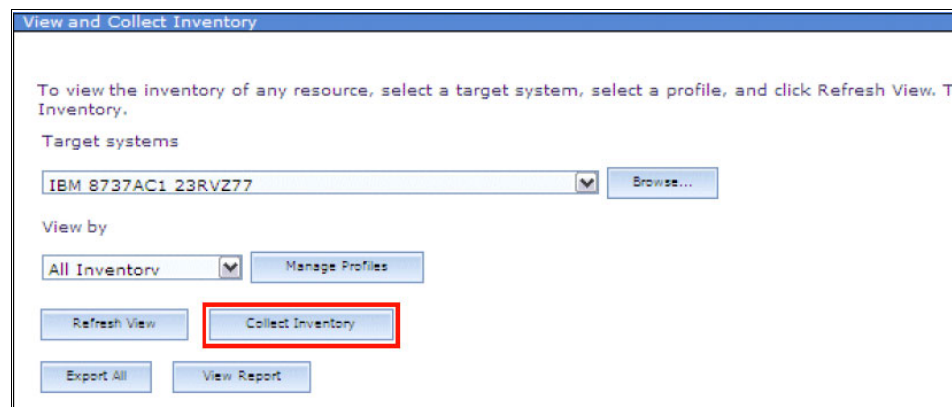 View and Collect Inventory
To view the inventory of any resource, select a target system, select a profile, and click Refresh View. T
Inventory.
Target systems
IBM 8737AC1 23RVZ77
Browse...
View by
All Inventory
Manage Profiles
Refresh View
Collect Inventory
Export All
View Report